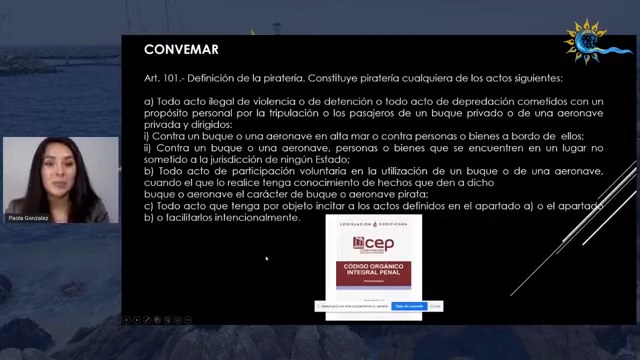 CONVEMAR
Art. 101.- Definición de la piratería. Constituye piratería cualquiera de los actos siguientes:
a) Todo acto ilegal de violencia o de detención o todo acto de depredación cometidos con un
propósito personal por la tripulación o los pasajeros de un buque privado o de una aeronave
privada y dirigidos:
i) Contra un buque o una aeronave en alta mar o contra personas o bienes a bordo de ellos;
ii) Contra un buque o una aeronave, personas o bienes que se encuentren en un lugar no
sometido a la jurisdicción de ningún Estado;
b) Todo acto de participación voluntaria en la utilización de un buque o de una aeronave,
cuando el que lo realice tenga conocimiento de hechos que den a dicho
buque o aeronave el carácter de buque o aeronave pirata;
c) Todo acto que tenga por objeto incitar a los actos definidos en el apartado a) o el apartado
b) o facilitarlos intencionalmente.
Paola Gonzalez
LEGISLACIÓN CODIFICADA
cep
CÓDIGO ORGÁNICO
INTEGRAL PENAL